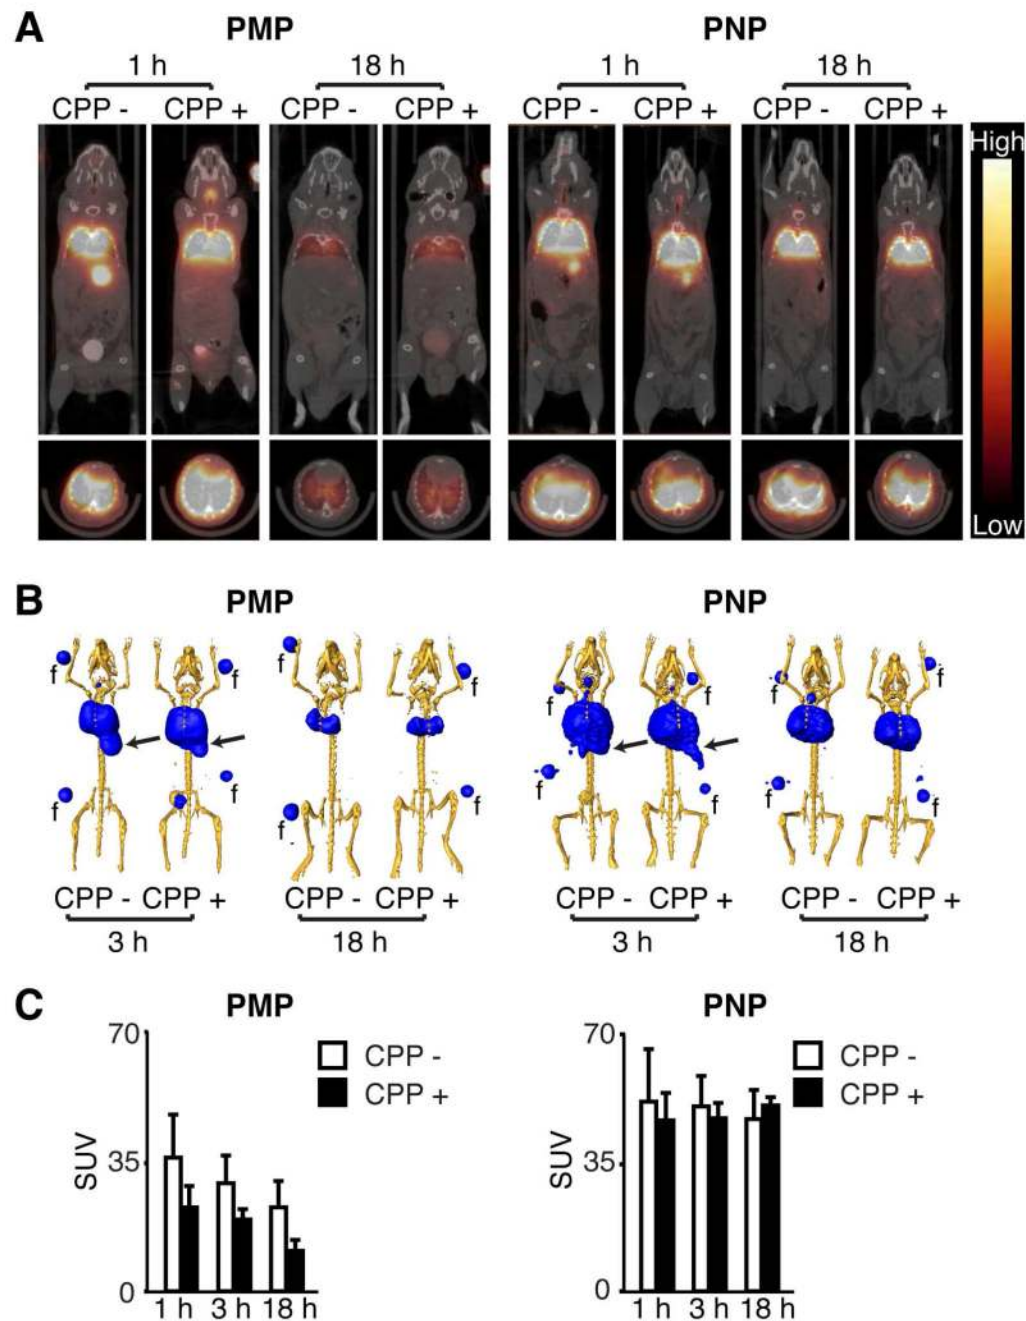 A
PMP PNP
1 h 18 h 1 h 18 h
CPP - CPP + CPP - CPP + CPP - CPP + CPP - CPP +
High
Low
B
PMP PNP
f f f f f f f f
f f f f f f f f
CPP - CPP + CPP - CPP + CPP - CPP + CPP - CPP +
3 h 18 h 3 h 18 h
C
PMP PNP
70 CPP - 70 CPP -
CPP + CPP +
SUV 35 SUV 35
0 0
1 h 3 h 18 h 1 h 3 h 18 h